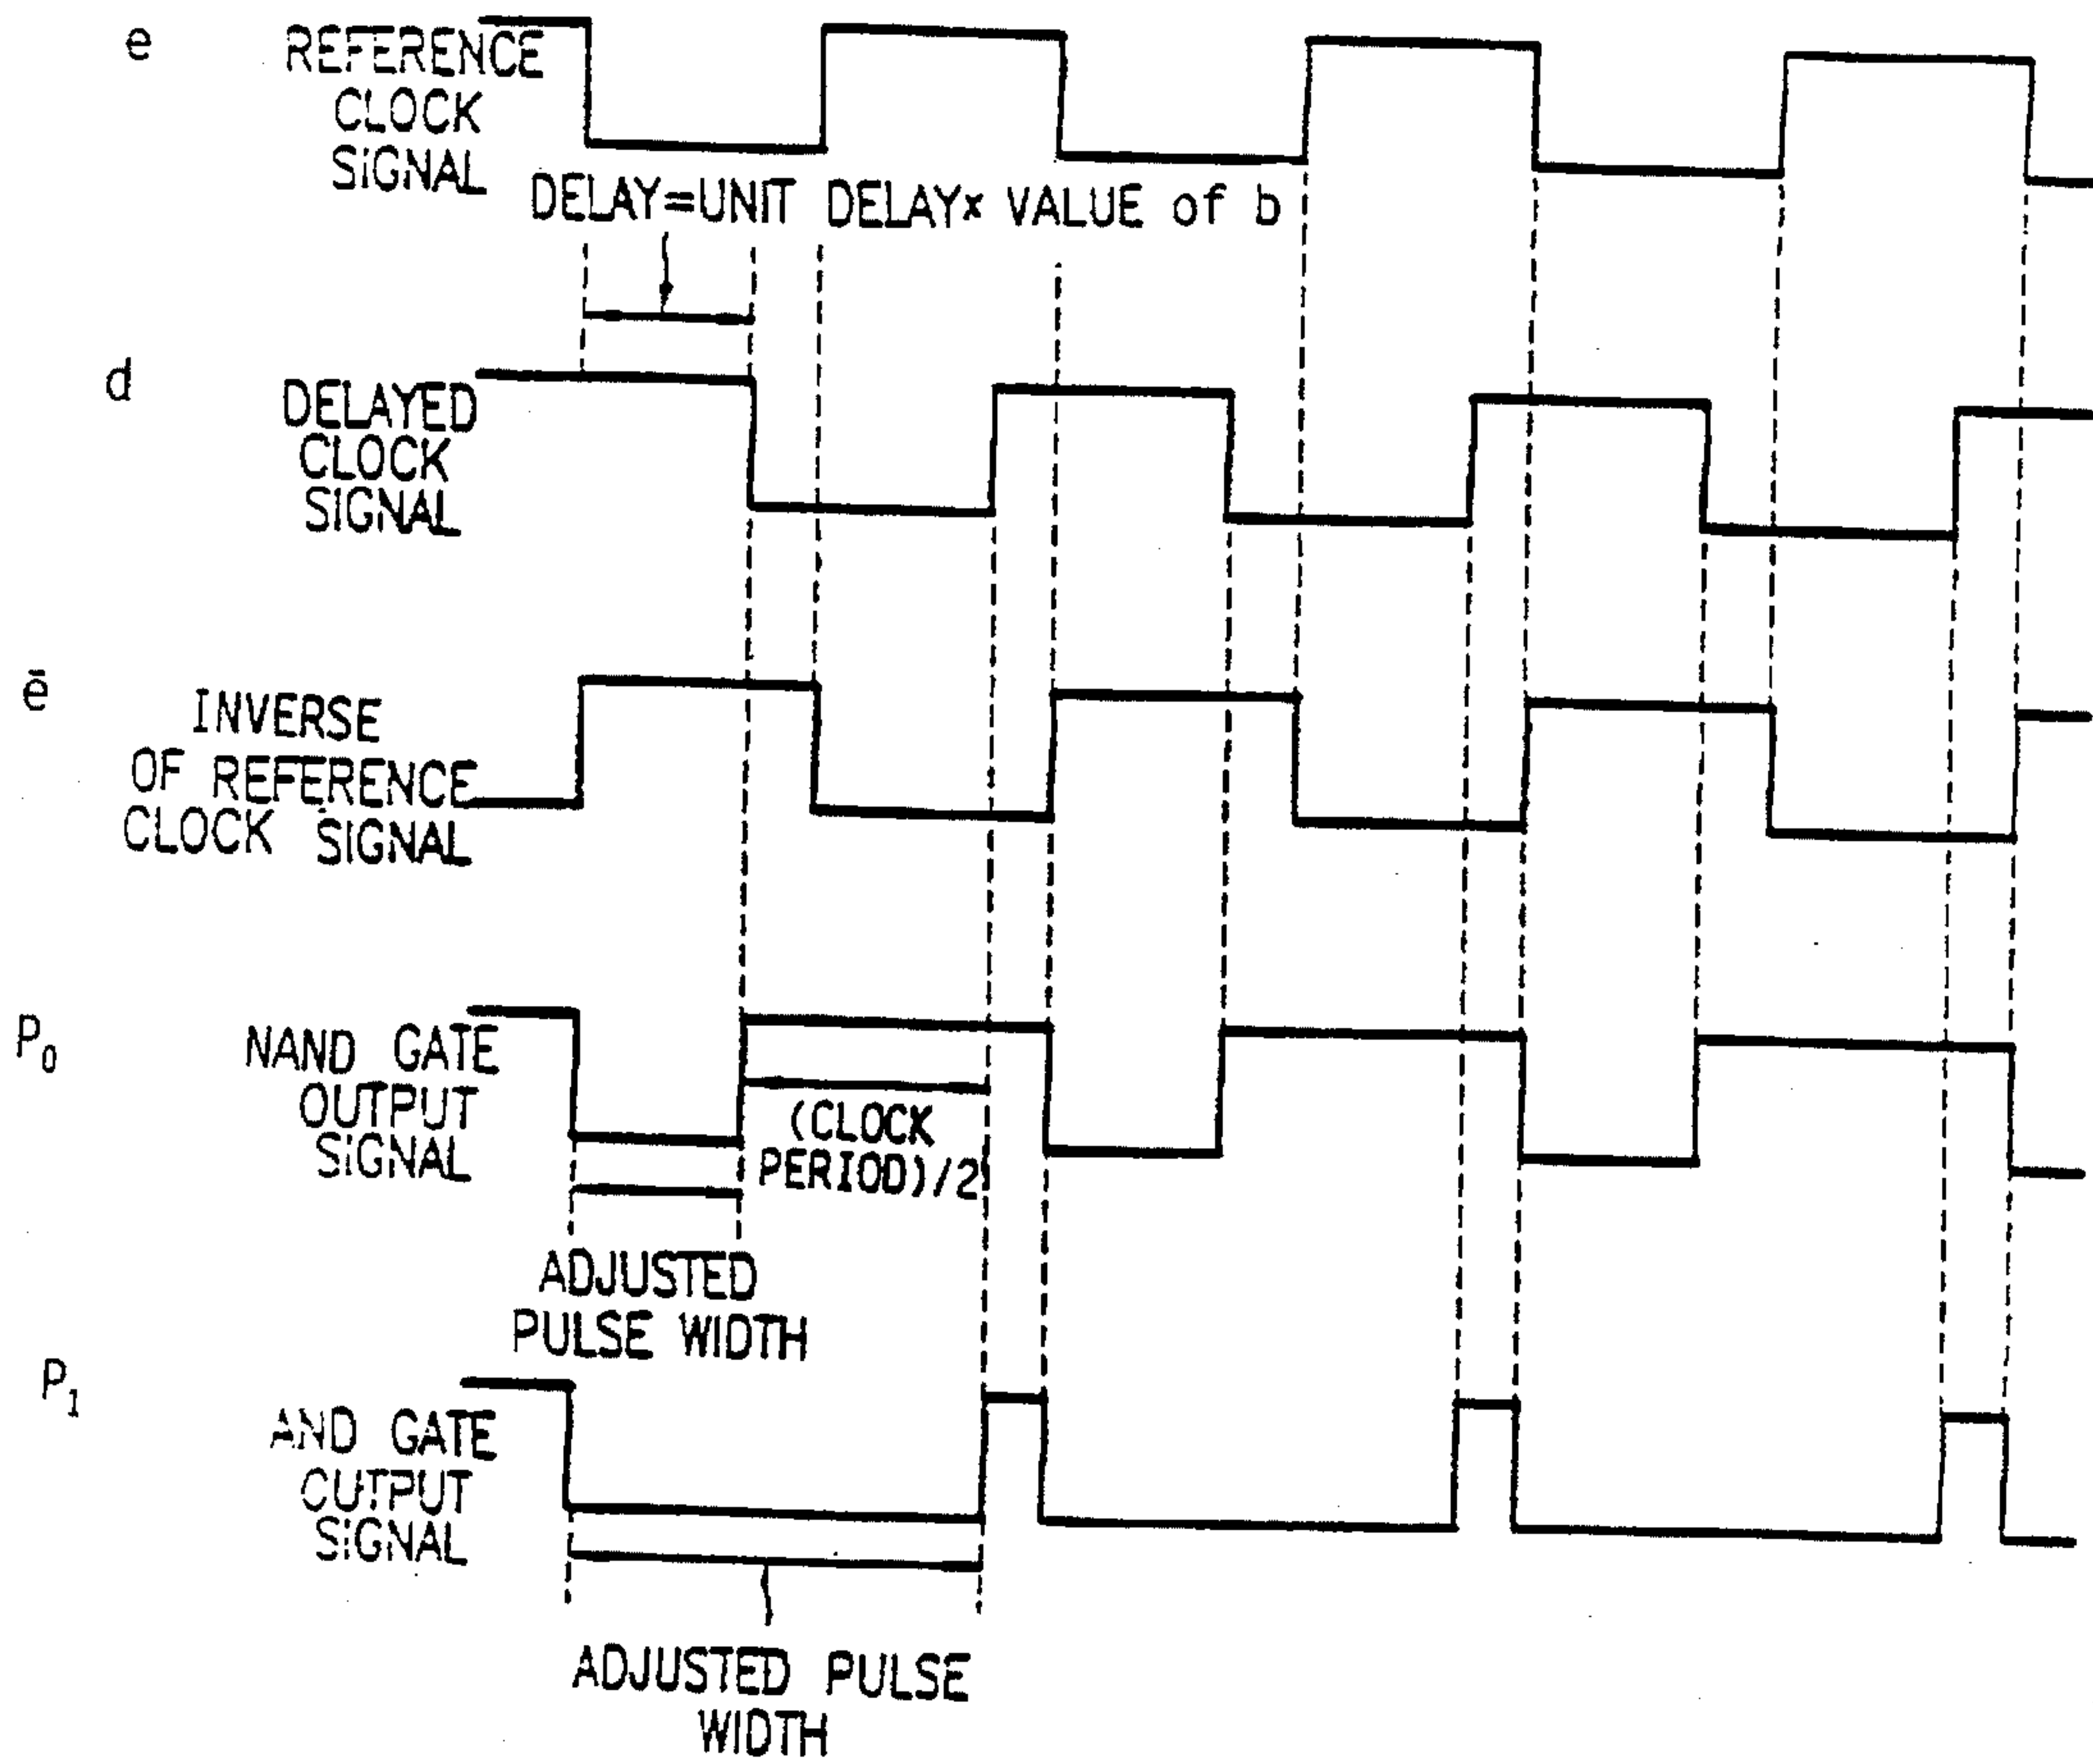 e
REFERENCE
CLOCK
SIGNAL
DELAY=UNIT DELAY× VALUE of b
d
DELAYED
CLOCK
SIGNAL
ē
INVERSE
OF REFERENCE
CLOCK SIGNAL
P₀
NAND GATE
OUTPUT
SIGNAL
(CLOCK
PERIOD)/2
ADJUSTED
PULSE WIDTH
P₁
AND GATE
OUTPUT
SIGNAL
ADJUSTED PULSE
WIDTH